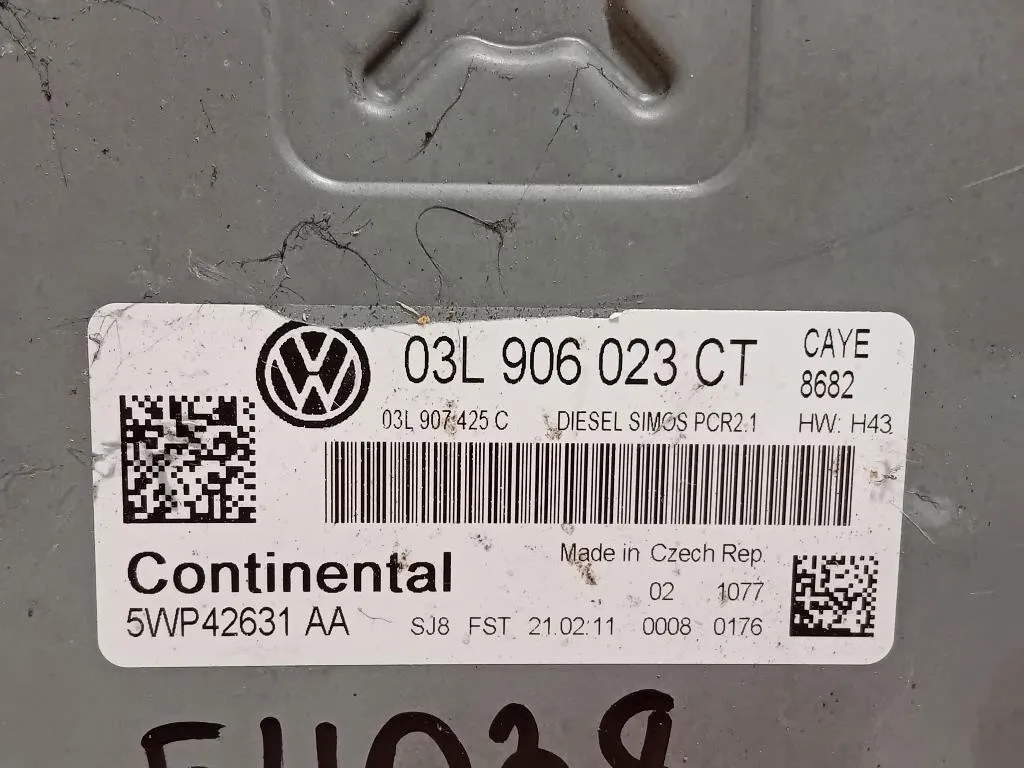 03L 906 023 CT
CAYE
8682
03L 907 425 C DIESEL SIMOS PCR2.1 HW: H43
Continental
Made in Czech Rep.
02 1077
5WP42631 AA SJ8 FST 21.02.11 0008 0176